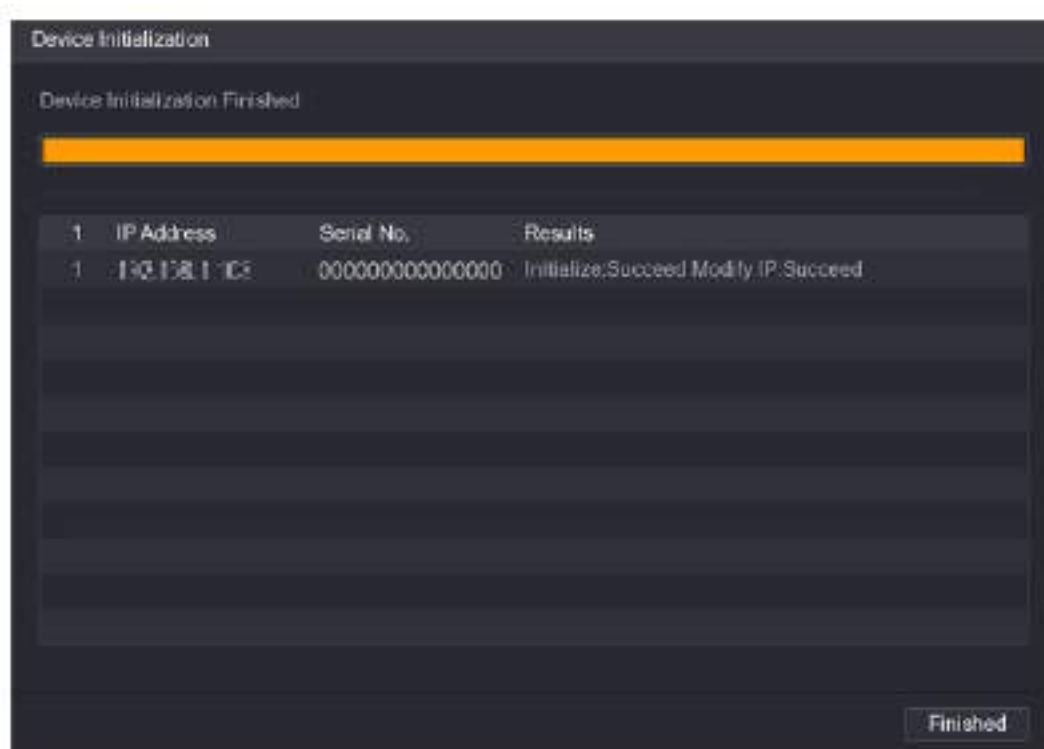 Device Initialization
Device Initialization Finished
1 IP Address Serial No. Results
1 000000000000000 Initialize:Succeed Modify IP:Succeed
Finished